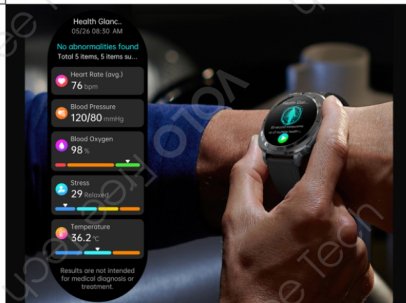 Health Glanc..
05/26 08:30 AM
No abnormalities found
Total 5 items, 5 items su...
Heart Rate (avg.)
76 bpm
Blood Pressure
120/80 mmHg
Blood Oxygen
98 %
Stress
29 Relaxed
Temperature
36.2 °C
Results are not intended
for medical diagnosis or
treatment.